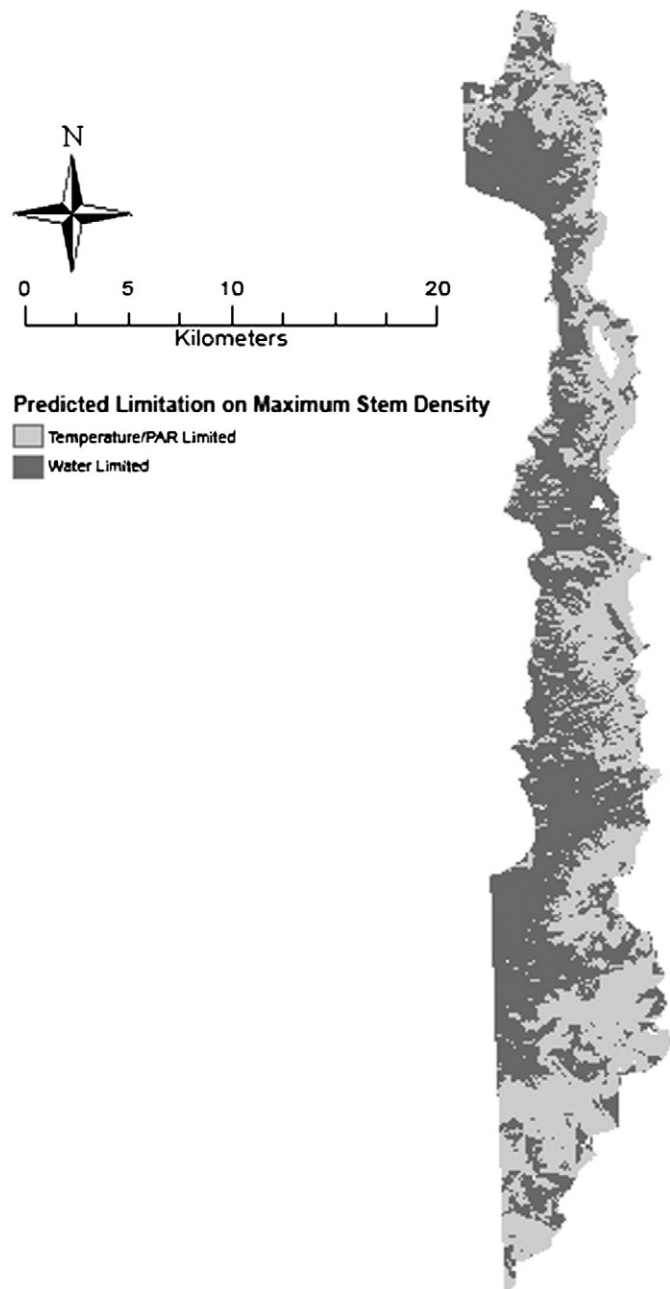 N
0 5 10 20
Kilometers
Predicted Limitation on Maximum Stem Density
Temperature/PAR Limited
Water Limited